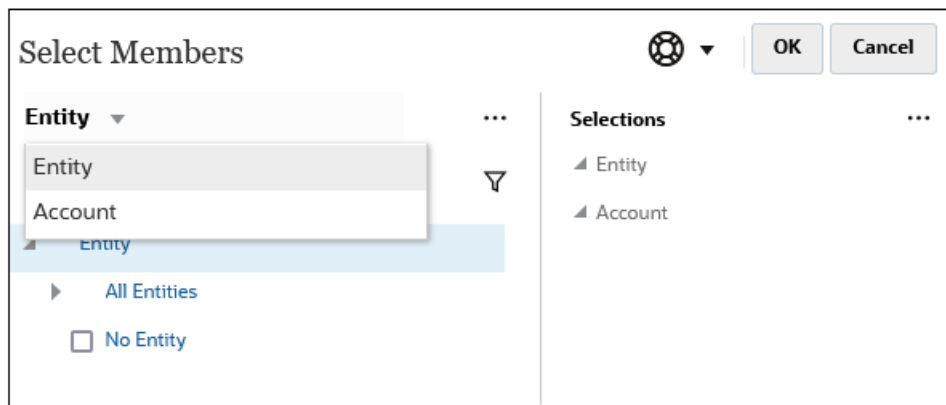 Select Members
OK
Cancel
Entity
Selections
Entity
Account
Entity
All Entities
No Entity
Entity
Account